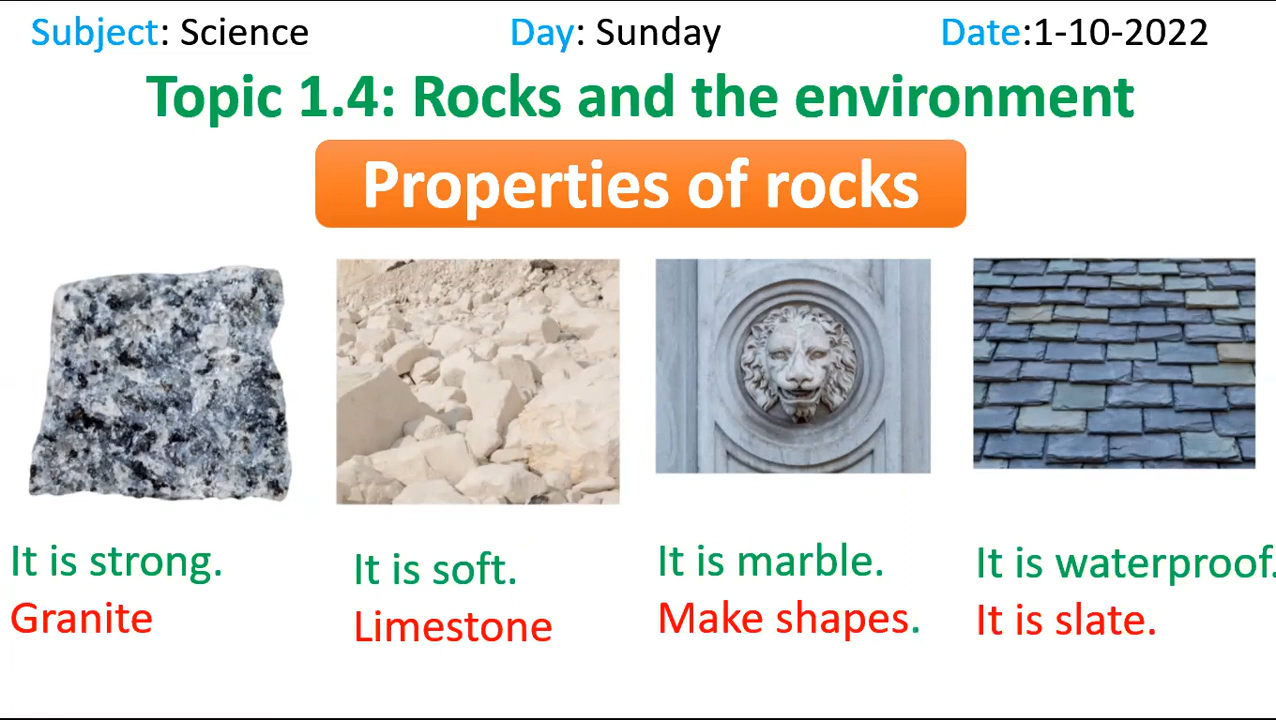 Subject: Science Day: Sunday Date:1-10-2022
Topic 1.4: Rocks and the environment
Properties of rocks
It is strong.
Granite
It is soft.
Limestone
It is marble.
Make shapes.
It is waterproof.
It is slate.